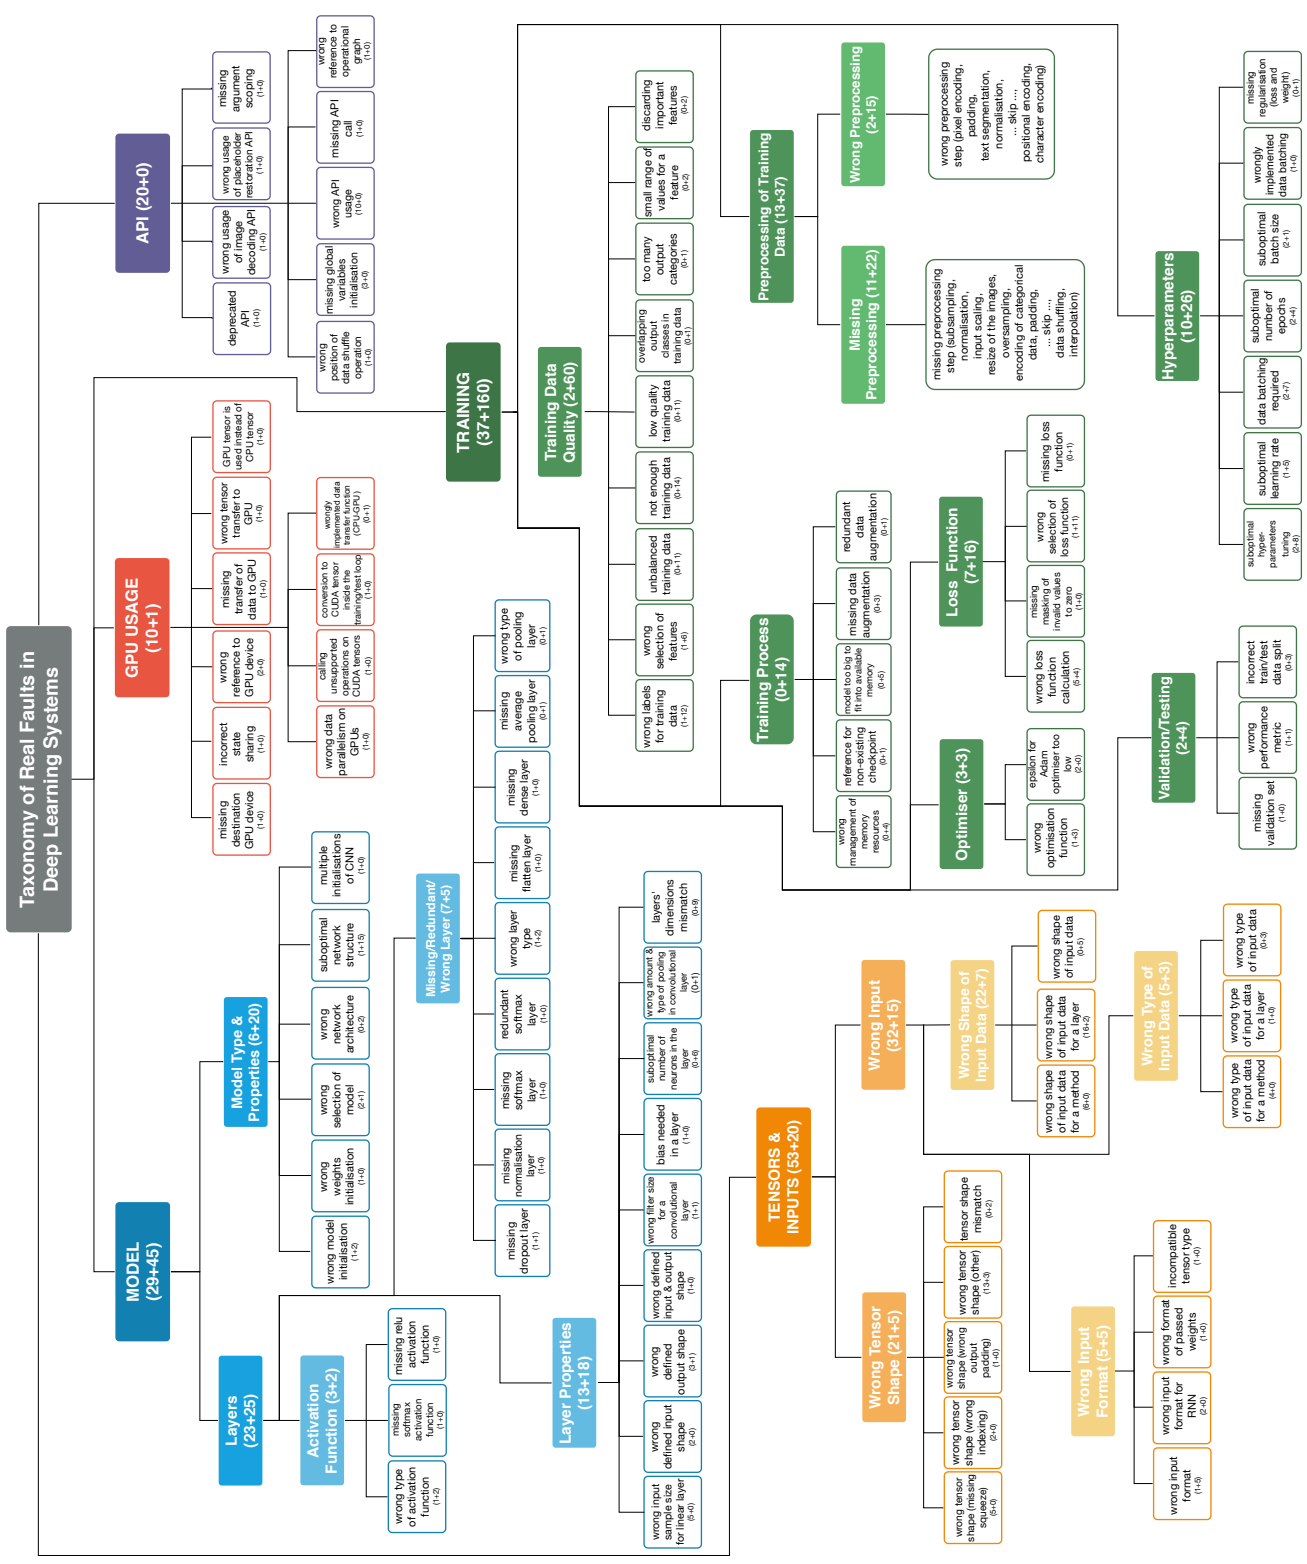 Taxonomy of Real Faults in
Deep Learning Systems
MODEL
(29+45)
Layers
(23+25)
Activation
Function (3+2)
wrong type
of activation
function
(1+2)
missing
softmax
activation
function
(1+0)
missing relu
activation
function
(1+0)
Model Type &
Properties (6+20)
wrong model
initialisation
(1+2)
wrong
weights
initialisation
(1+0)
wrong
selection of
model
(2+1)
wrong
network
architecture
(0+2)
suboptimal
network
structure
(1+15)
multiple
initialisations
of CNN
(1+0)
Missing/Redundant/
Wrong Layer (7+5)
missing
dropout layer
(1+1)
missing
normalisation
layer
(1+0)
missing
softmax
layer
(1+0)
redundant
softmax
layer
(1+0)
wrong layer
type
(1+2)
missing
flatten layer
(1+0)
missing
dense layer
(1+0)
missing
average
pooling layer
(0+1)
wrong type
of pooling
layer
(0+1)
Layer Properties
(13+18)
wrong input
sample size
for linear layer
(5+0)
wrong
defined input
shape
(2+0)
wrong
defined
output shape
(3+1)
wrong defined
input & output
shape
(1+0)
wrong filter size
for a
convolutional
layer
(1+1)
bias needed
in a layer
(1+0)
suboptimal
number of
neurons in the
layer
(0+6)
wrong amount &
type of pooling
in convolutional
layer
(0+1)
layers'
dimensions
mismatch
(0+9)
GPU USAGE
(10+1)
missing
destination
GPU device
(1+0)
incorrect
state
sharing
(1+0)
wrong
reference to
GPU device
(2+0)
missing
transfer of
data to GPU
(1+0)
wrong tensor
transfer to
GPU
(1+0)
GPU tensor is
used instead of
CPU tensor
(1+0)
wrong data
parallelism on
GPUs
(1+0)
calling
unsupported
operations on
CUDA tensors
(1+0)
conversion to
CUDA tensor
inside the
training/test loop
(1+0)
wrongly
implemented data
transfer function
(CPU-GPU)
(0+1)
API (20+0)
deprecated
API
(1+0)
wrong usage
of image
decoding API
(1+0)
wrong usage
of placeholder
restoration API
(1+0)
missing
argument
scoping
(1+0)
wrong
position of
data shuffle
operation
(1+0)
missing global
variables
initialisation
(3+0)
wrong API
usage
(10+0)
missing API
call
(1+0)
wrong
reference to
operational
graph
(1+0)
TRAINING
(37+160)
Training Data
Quality (2+60)
wrong labels
for training
data
(1+12)
wrong
selection of
features
(1+6)
unbalanced
training data
(0+11)
not enough
training data
(0+14)
low quality
training data
(0+11)
overlapping
output
classes in
training data
(0+1)
too many
output
categories
(0+1)
small range of
values for a
feature
(0+2)
discarding
important
features
(0+2)
Training Process
(0+14)
wrong
management of
memory
resources
(0+4)
reference for
non-existing
checkpoint
(0+1)
model too big to
fit into available
memory
(0+5)
missing data
augmentation
(0+3)
redundant
data
augmentation
(0+1)
Preprocessing of Training
Data (13+37)
Missing
Preprocessing (11+22)
missing preprocessing
step (subsampling,
normalisation,
input scaling,
resize of the images,
oversampling,
encoding of categorical
data, padding,
... skip ...,
data shuffling,
interpolation)
Wrong Preprocessing
(2+15)
wrong preprocessing
step (pixel encoding,
padding,
text segmentation,
normalisation,
... skip ...,
positional encoding,
character encoding)
Optimiser (3+3)
wrong
optimisation
function
(1+3)
epsilon for
Adam
optimiser too
low
(2+0)
Loss Function
(7+16)
wrong loss
function
calculation
(5+4)
missing
masking of
invalid values
to zero
(1+0)
wrong
selection of
loss function
(1+11)
missing loss
function
(0+1)
Validation/Testing
(2+4)
missing
validation set
(1+0)
wrong
performance
metric
(1+1)
incorrect
train/test
data split
(0+3)
Hyperparameters
(10+26)
suboptimal
hyper-
parameters
tuning
(2+8)
suboptimal
learning rate
(1+5)
data batching
required
(2+7)
suboptimal
number of
epochs
(2+4)
suboptimal
batch size
(2+1)
wrongly
implemented
data batching
(1+0)
missing
regularisation
(loss and
weight)
(0+1)
TENSORS &
INPUTS (53+20)
Wrong Tensor
Shape (21+5)
wrong tensor
shape (missing
squeeze)
(5+0)
wrong tensor
shape (wrong
indexing)
(2+0)
wrong tensor
shape (wrong
output
padding)
(1+0)
wrong tensor
shape (other)
(13+3)
tensor shape
mismatch
(0+2)
Wrong Input
(32+15)
Wrong Shape of
Input Data (22+7)
wrong shape
of input data
for a method
(6+0)
wrong shape
of input data
for a layer
(16+2)
wrong shape
of input data
(0+5)
Wrong Input
Format (5+5)
wrong input
format
(1+5)
wrong input
format for
RNN
(2+0)
wrong format
of passed
weights
(1+0)
incompatible
tensor type
(1+0)
Wrong Type of
Input Data (5+3)
wrong type
of input data
for a method
(4+0)
wrong type
of input data
for a layer
(1+0)
wrong type
of input data
(0+3)